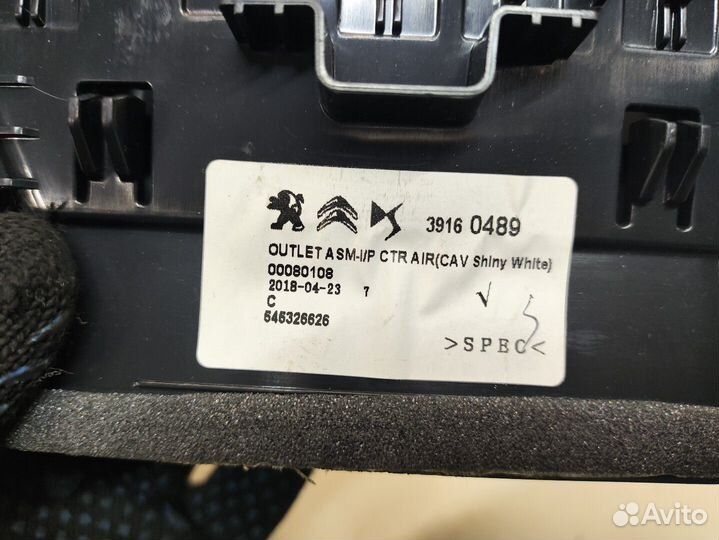 3916 0489
OUTLET ASM-I/P CTR AIR(CAV Shiny White)
00080108
2018-04-23 7
C
545326626
>SPEC<
Avito